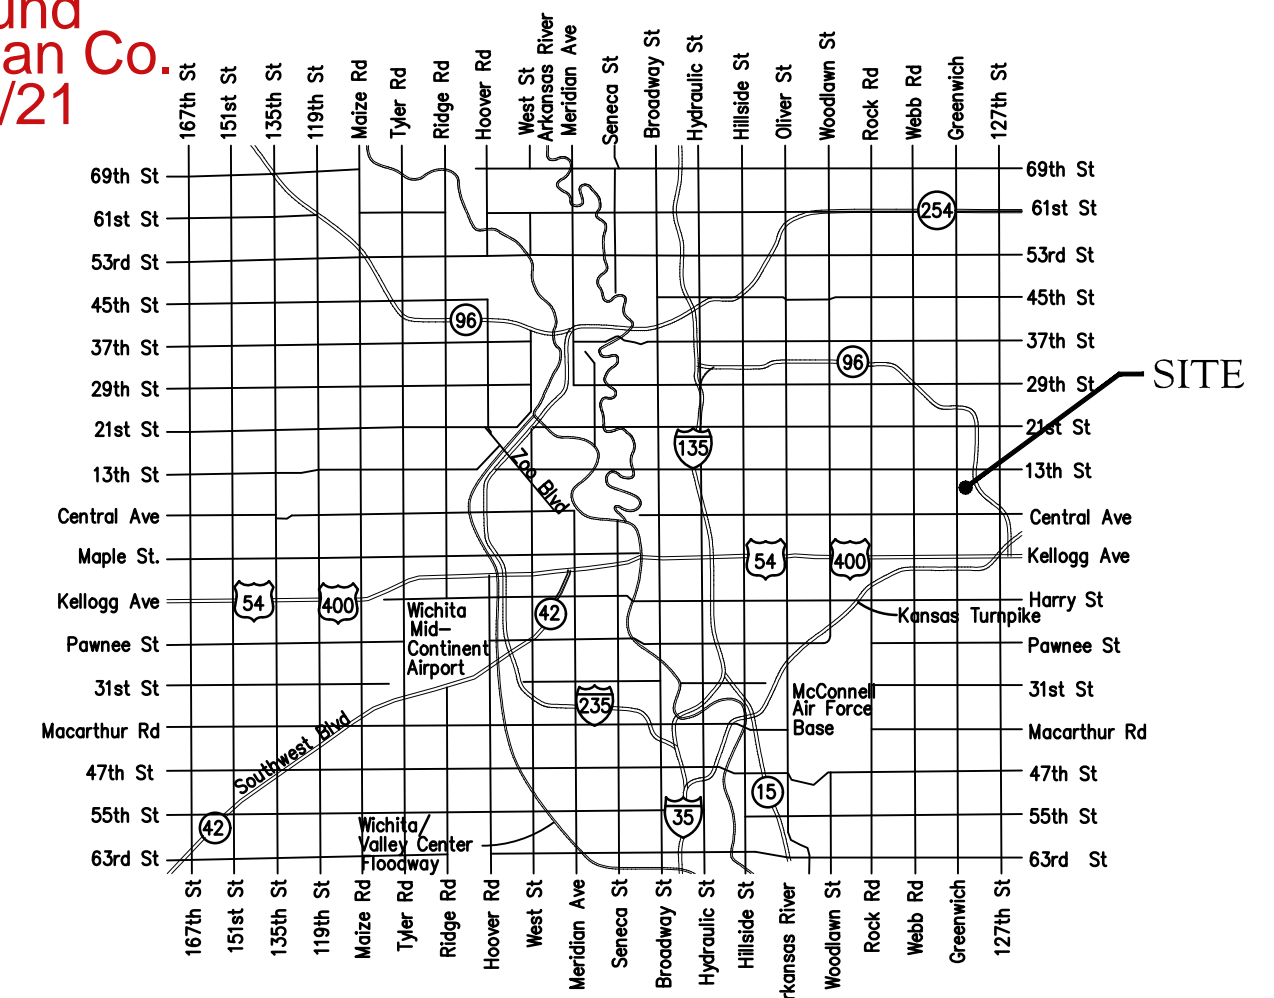 und
an Co.
/21
167th St
151st St
135th St
119th St
Maize Rd
Tyler Rd
Ridge Rd
Hoover Rd
West St
Arkansas River
Meridian Ave
Seneca St
Broadway St
Hydraulic St
Hillside St
Oliver St
Woodlawn St
Rock Rd
Webb Rd
Greenwich
127th St
69th St
69th St
61st St
254
61st St
53rd St
53rd St
45th St
45th St
96
37th St
37th St
96
SITE
29th St
29th St
21st St
21st St
135
13th St
13th St
Zoo Blvd
Central Ave
Central Ave
Maple St.
54
400
Kellogg Ave
Kellogg Ave
54
400
Harry St
Wichita
Mid-
Continent
Airport
42
Kansas Turnpike
Pawnee St
Pawnee St
31st St
31st St
McConnell
Air Force
Base
235
Macarthur Rd
Macarthur Rd
Southwest Blvd
47th St
47th St
15
55th St
55th St
35
42
Wichita/
Valley Center
Floodway
63rd St
63rd St
167th St
151st St
135th St
119th St
Maize Rd
Tyler Rd
Ridge Rd
Hoover Rd
West St
Meridian Ave
Seneca St
Broadway St
Hydraulic St
Hillside St
rkansas River
Woodlawn St
Rock Rd
Webb Rd
Greenwich
127th St